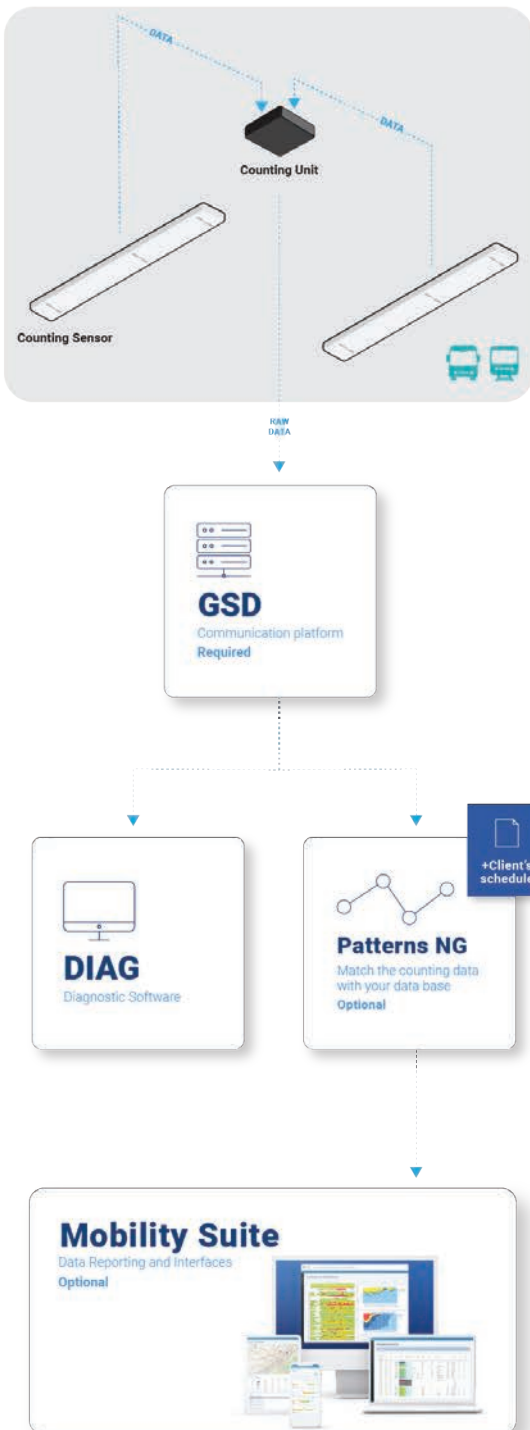 DATA
DATA
Counting Unit
Counting Sensor
RAW
DATA
GSD
Communication platform
Required
+Client's
schedule
DIAG
Diagnostic Software
Patterns NG
Match the counting data
with your data base
Optional
Mobility Suite
Data Reporting and Interfaces
Optional